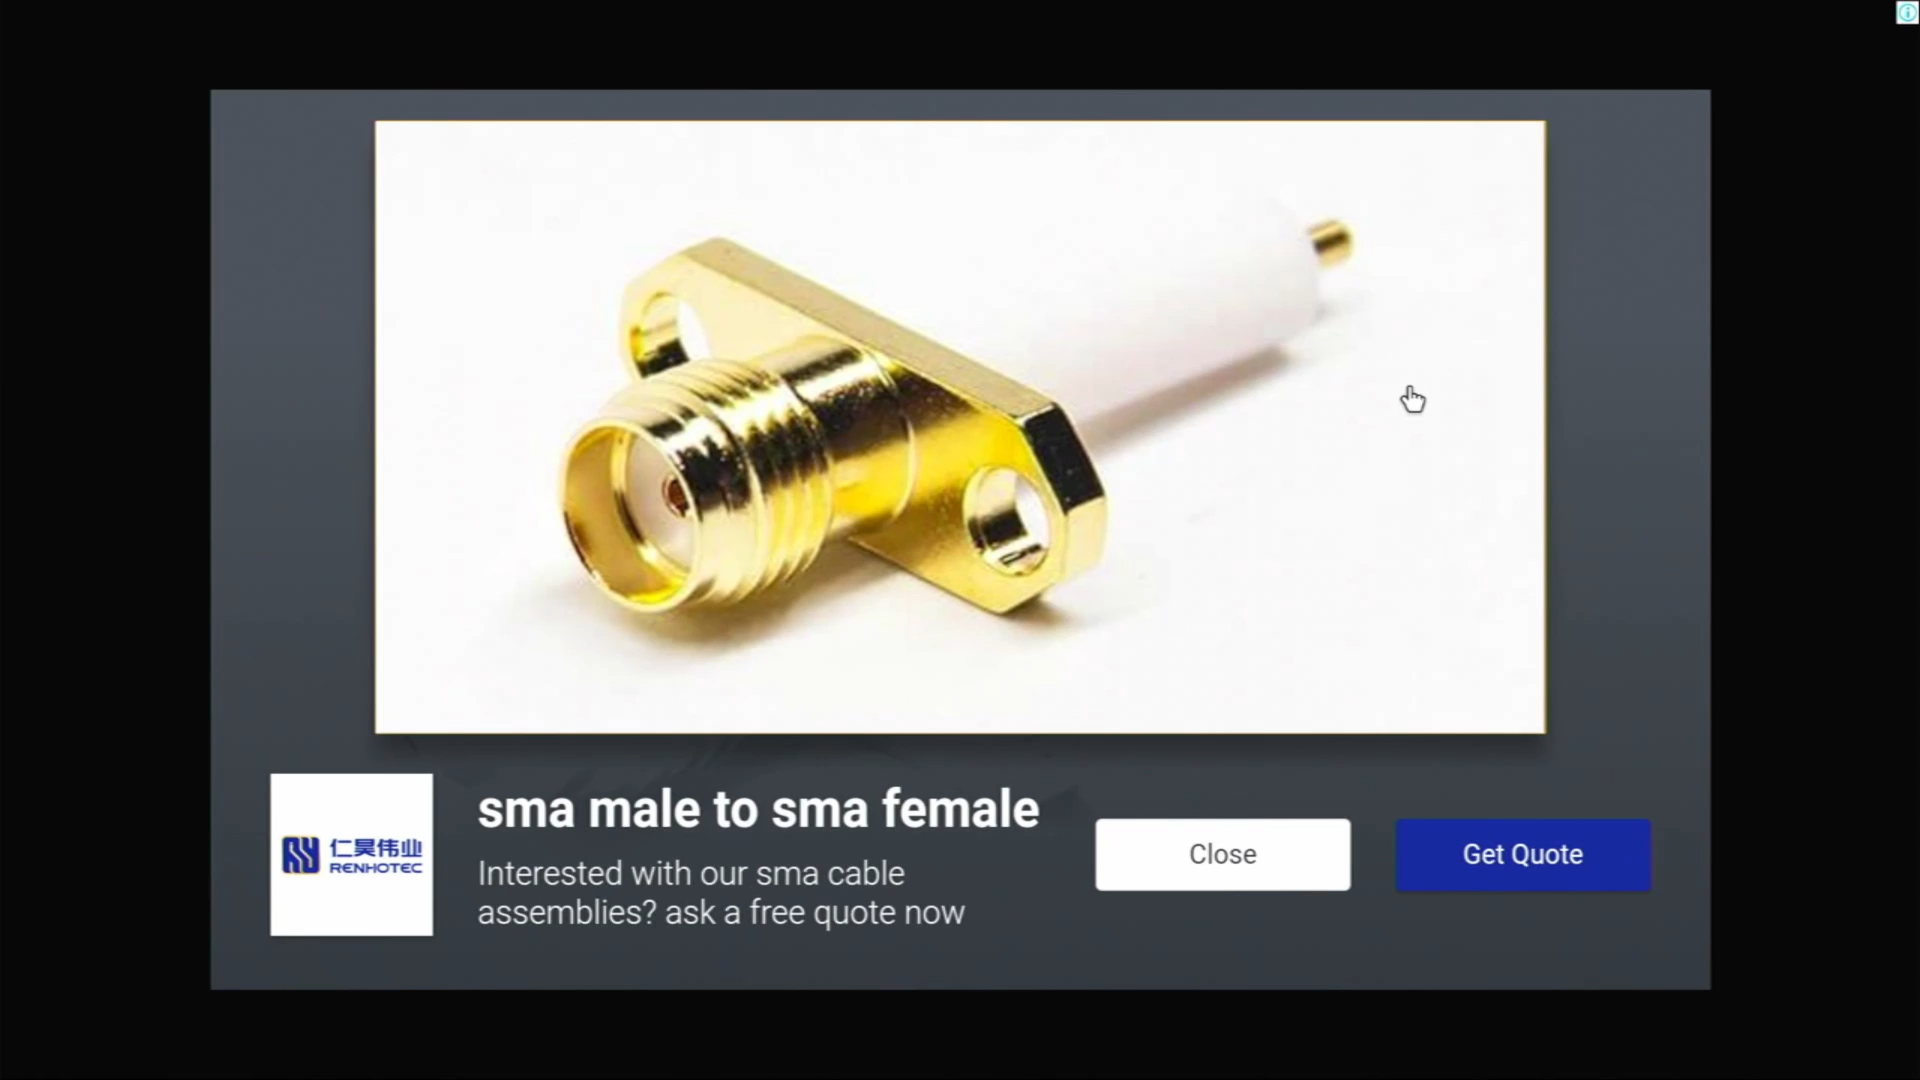 sma male to sma female
仁昊伟业
RENHOTEC
Interested with our sma cable
assemblies? ask a free quote now
Close
Get Quote